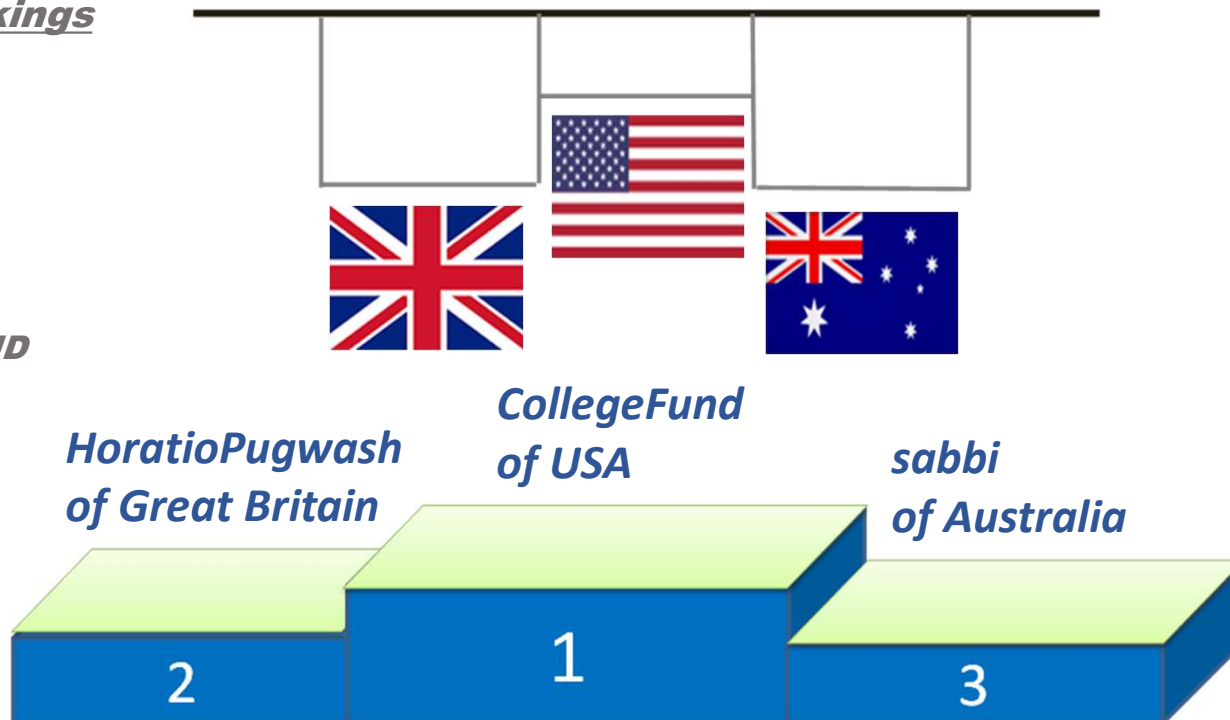 kings
ID
CollegeFund
of USA
HoratioPugwash
of Great Britain
sabbi
of Australia
1
2
3